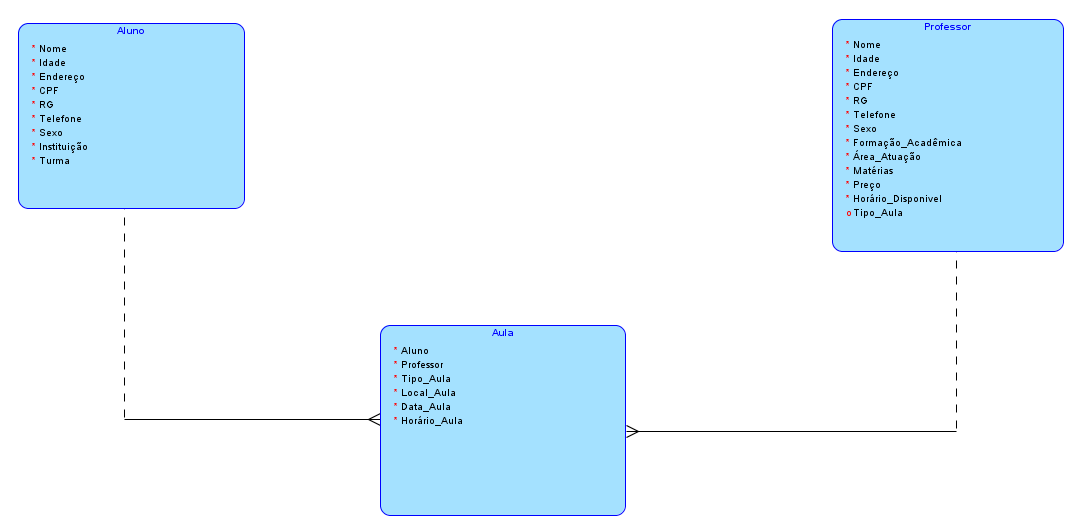 Aluno
* Nome
* Idade
* Endereço
* CPF
* RG
* Telefone
* Sexo
* Instituição
* Turma
Professor
* Nome
* Idade
* Endereço
* CPF
* RG
* Telefone
* Sexo
* Formação_Acadêmica
* Área_Atuação
* Matérias
* Preço
* Horário_Disponivel
o Tipo_Aula
Aula
* Aluno
* Professor
* Tipo_Aula
* Local_Aula
* Data_Aula
* Horário_Aula